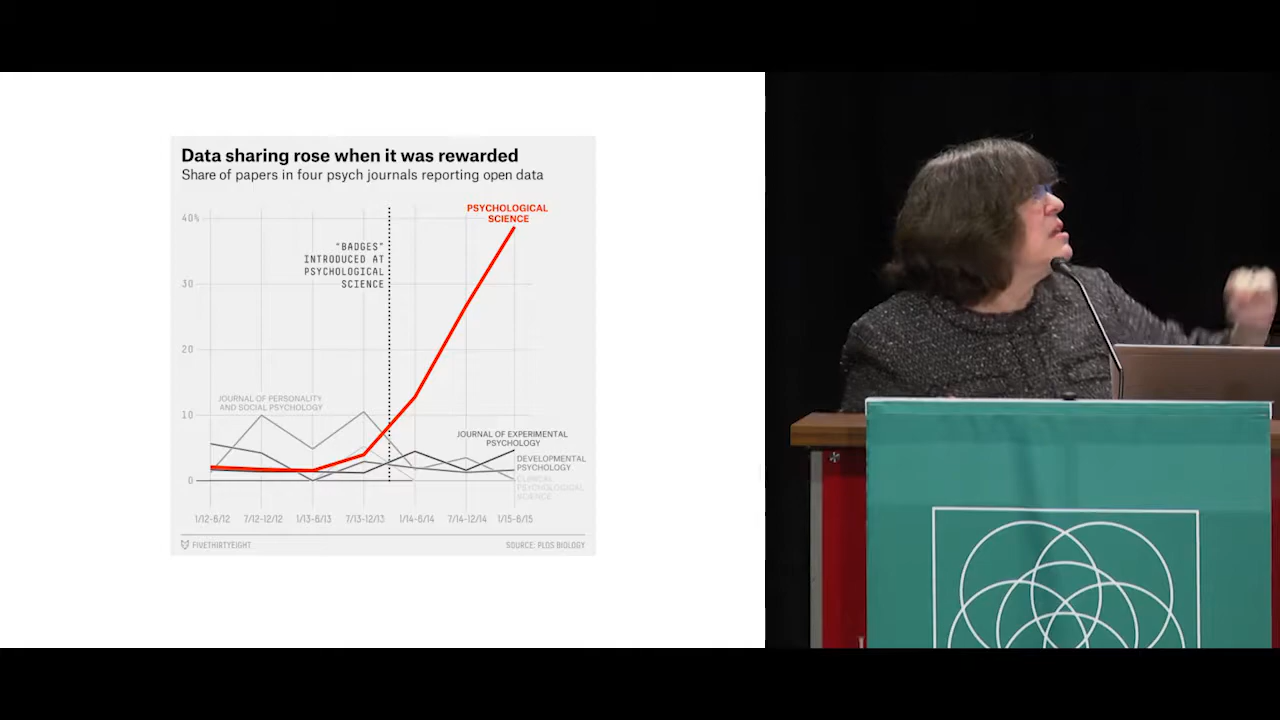 Data sharing rose when it was rewarded
Share of papers in four psych journals reporting open data
PSYCHOLOGICAL
SCIENCE
40%
"BADGES"
INTRODUCED AT
PSYCHOLOGICAL
SCIENCE
30
20
JOURNAL OF PERSONALITY
AND SOCIAL PSYCHOLOGY
10
JOURNAL OF EXPERIMENTAL
PSYCHOLOGY
DEVELOPMENTAL
PSYCHOLOGY
CLINICAL
PSYCHOLOGICAL
SCIENCE
0
1/12-6/12 7/12-12/12 1/13-6/13 7/13-12/13 1/14-6/14 7/14-12/14 1/15-6/15
FIVETHIRTYEIGHT SOURCE: PLOS BIOLOGY